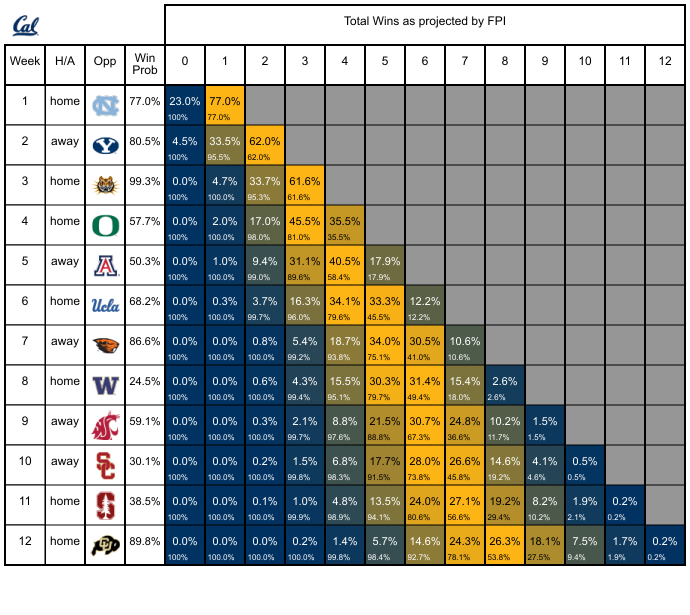 Cal
Total Wins as projected by FPI
Week H/A Opp Win Prob 0 1 2 3 4 5 6 7 8 9 10 11 12
1 home 77.0% 23.0% 77.0%
100% 77.0%
2 away Y 80.5% 4.5% 33.5% 62.0%
100% 95.5% 62.0%
3 home 99.3% 0.0% 4.7% 33.7% 61.6%
100% 100.0% 95.3% 61.6%
4 home O 57.7% 0.0% 2.0% 17.0% 45.5% 35.5%
100% 100.0% 98.0% 81.0% 35.5%
5 away A 50.3% 0.0% 1.0% 9.4% 31.1% 40.5% 17.9%
100% 100.0% 99.0% 89.6% 58.4% 17.9%
6 home Ucla 68.2% 0.0% 0.3% 3.7% 16.3% 34.1% 33.3% 12.2%
100% 100.0% 99.7% 96.0% 79.6% 45.5% 12.2%
7 away 86.6% 0.0% 0.0% 0.8% 5.4% 18.7% 34.0% 30.5% 10.6%
100% 100.0% 100.0% 99.2% 93.8% 75.1% 41.0% 10.6%
8 home W 24.5% 0.0% 0.0% 0.6% 4.3% 15.5% 30.3% 31.4% 15.4% 2.6%
100% 100.0% 100.0% 99.4% 95.1% 79.7% 49.4% 18.0% 2.6%
9 away 59.1% 0.0% 0.0% 0.3% 2.1% 8.8% 21.5% 30.7% 24.8% 10.2% 1.5%
100% 100.0% 100.0% 99.7% 97.6% 88.8% 67.3% 36.6% 11.7% 1.5%
10 away SC 30.1% 0.0% 0.0% 0.2% 1.5% 6.8% 17.7% 28.0% 26.6% 14.6% 4.1% 0.5%
100% 100.0% 100.0% 99.8% 98.3% 91.5% 73.8% 45.8% 19.2% 4.6% 0.5%
11 home S 38.5% 0.0% 0.0% 0.1% 1.0% 4.8% 13.5% 24.0% 27.1% 19.2% 8.2% 1.9% 0.2%
100% 100.0% 100.0% 99.9% 98.9% 94.1% 80.6% 56.6% 29.4% 10.2% 2.1% 0.2%
12 home CU 89.8% 0.0% 0.0% 0.0% 0.2% 1.4% 5.7% 14.6% 24.3% 26.3% 18.1% 7.5% 1.7% 0.2%
100% 100.0% 100.0% 100.0% 99.8% 98.4% 92.7% 78.1% 53.8% 27.5% 9.4% 1.9% 0.2%